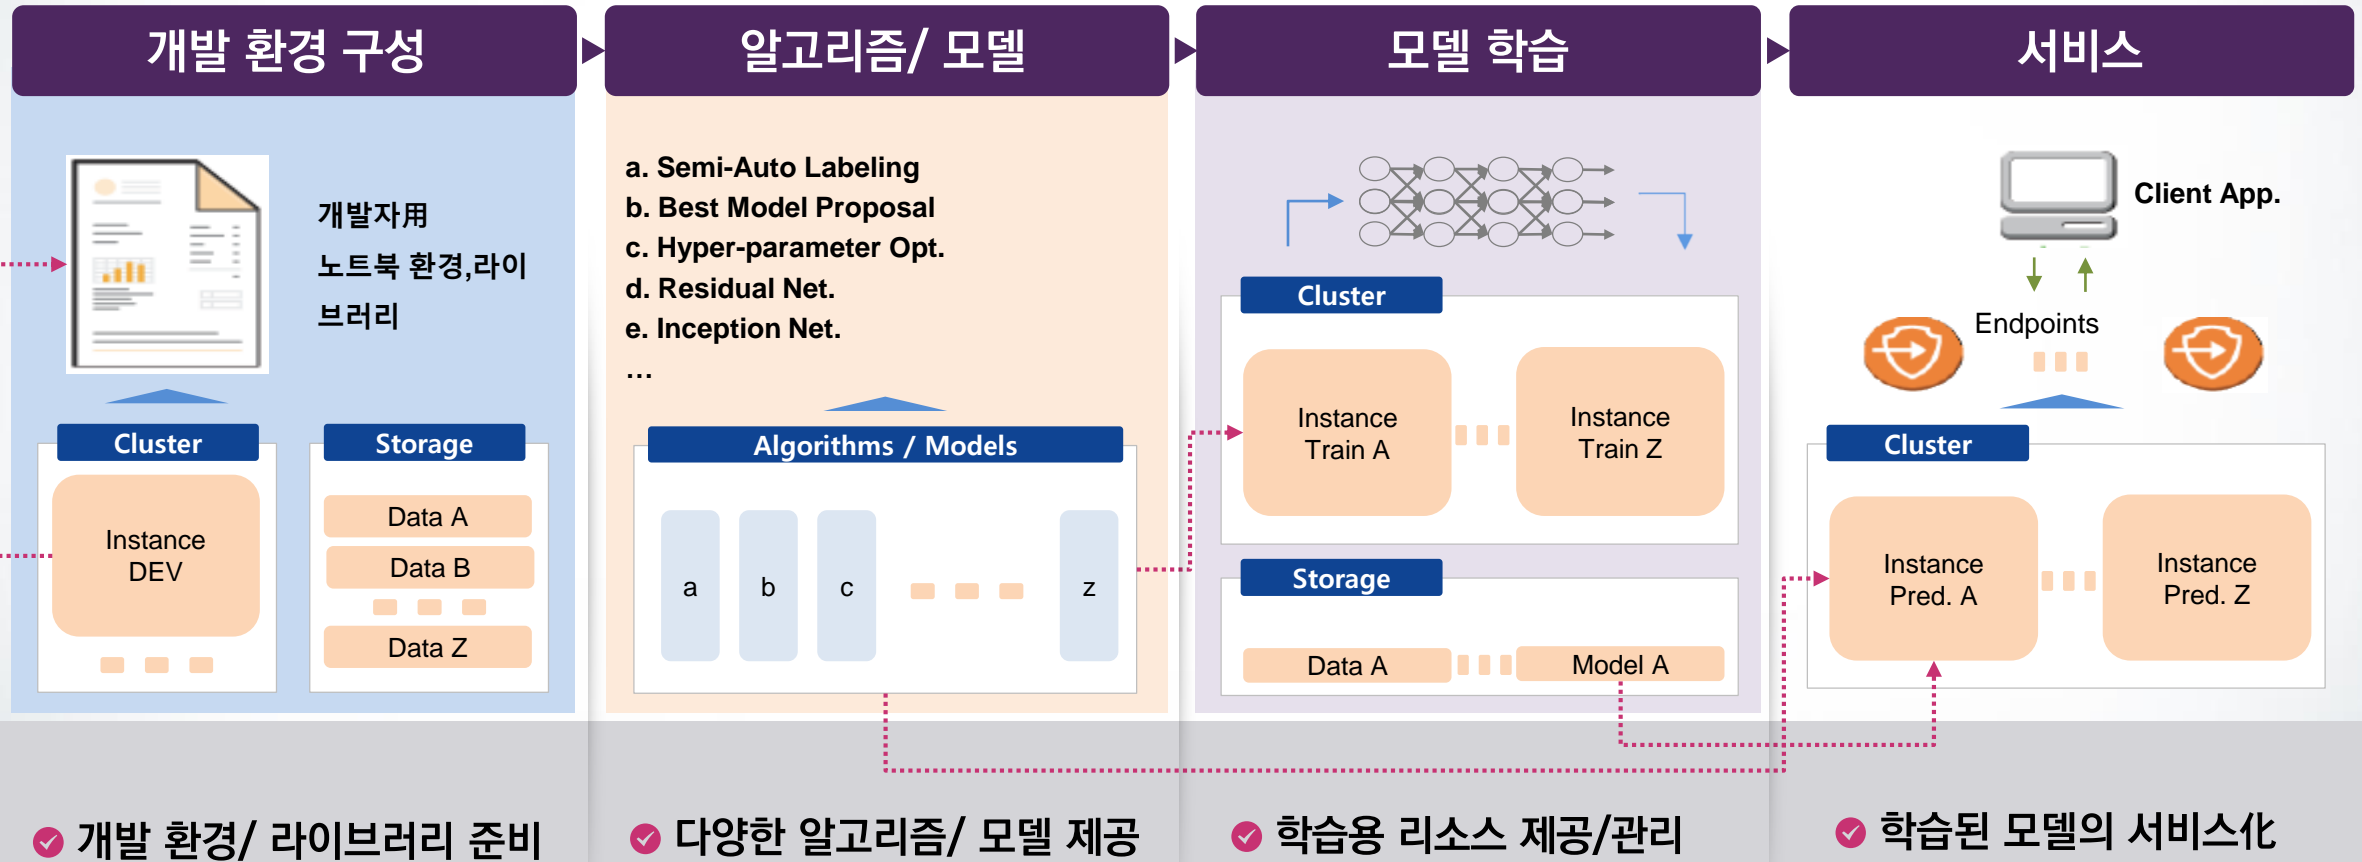 개발 환경 구성
알고리즘/ 모델
모델 학습
서비스
개발자用
노트북 환경,라이
브러리
Cluster
Instance
DEV
Storage
Data A
Data B
Data Z
a. Semi-Auto Labeling
b. Best Model Proposal
c. Hyper-parameter Opt.
d. Residual Net.
e. Inception Net.
...
Algorithms / Models
a
b
c
z
Cluster
Instance
Train A
Instance
Train Z
Storage
Data A
Model A
Client App.
Endpoints
Cluster
Instance
Pred. A
Instance
Pred. Z
개발 환경/ 라이브러리 준비
다양한 알고리즘/ 모델 제공
학습용 리소스 제공/관리
학습된 모델의 서비스化